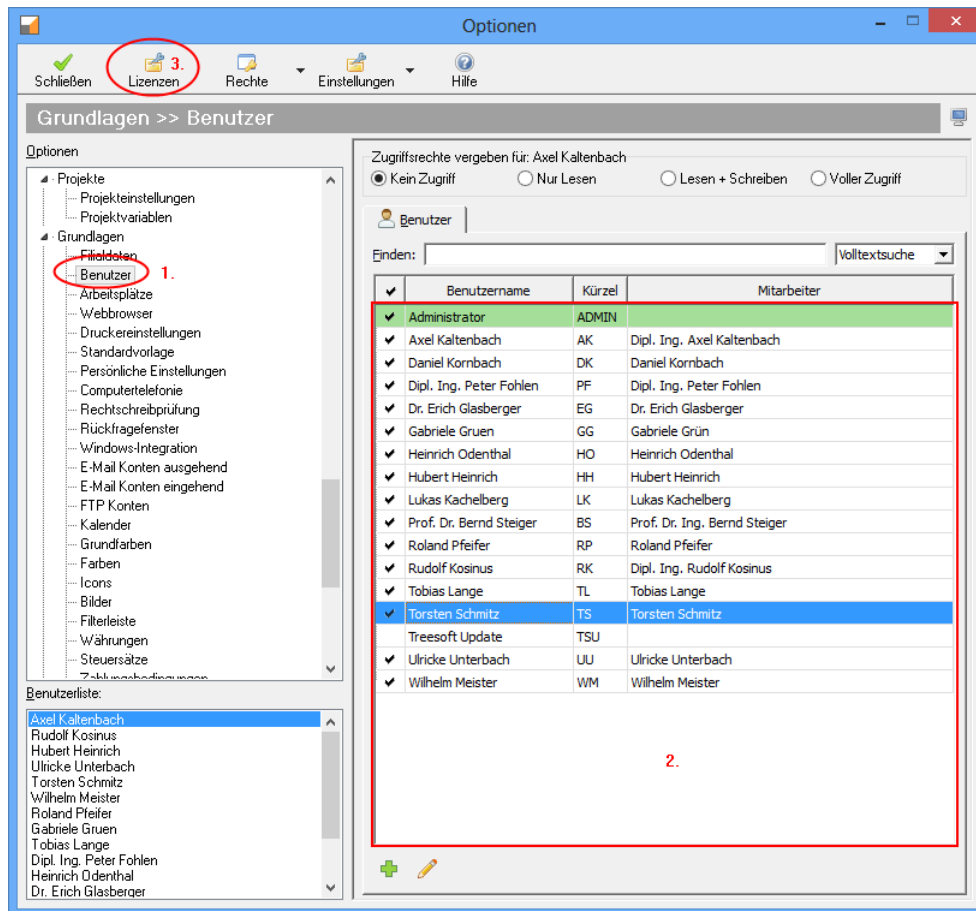 Optionen
Schließen
Lizenzen
3.
Rechte
Einstellungen
Hilfe
Grundlagen >> Benutzer
Optionen
Projekte
Projekteinstellungen
Projektvariablen
Grundlagen
Filialdaten
Benutzer
1.
Arbeitsplätze
Webbrowser
Druckereinstellungen
Standardvorlage
Persönliche Einstellungen
Computertelefonie
Rechtschreibprüfung
Rückfragefenster
Windows-Integration
E-Mail Konten ausgehend
E-Mail Konten eingehend
FTP Konten
Kalender
Grundfarben
Farben
Icons
Bilder
Filterleiste
Währungen
Steuersätze
Zahlungsbedingungen
Benutzerliste:
Axel Kaltenbach
Rudolf Kosinus
Hubert Heinrich
Ulricke Unterbach
Torsten Schmitz
Wilhelm Meister
Roland Pfeifer
Gabriele Gruen
Tobias Lange
Dipl. Ing. Peter Fohlen
Heinrich Odenthal
Dr. Erich Glasberger
Zugriffsrechte vergeben für: Axel Kaltenbach
Kein Zugriff Nur Lesen Lesen + Schreiben Voller Zugriff
Benutzer
Finden: Volltextsuche
Benutzername Kürzel Mitarbeiter
Administrator ADMIN
Axel Kaltenbach AK Dipl. Ing. Axel Kaltenbach
Daniel Kornbach DK Daniel Kornbach
Dipl. Ing. Peter Fohlen PF Dipl. Ing. Peter Fohlen
Dr. Erich Glasberger EG Dr. Erich Glasberger
Gabriele Gruen GG Gabriele Grün
Heinrich Odenthal HO Heinrich Odenthal
Hubert Heinrich HH Hubert Heinrich
Lukas Kachelberg LK Lukas Kachelberg
Prof. Dr. Bernd Steiger BS Prof. Dr. Ing. Bernd Steiger
Roland Pfeifer RP Roland Pfeifer
Rudolf Kosinus RK Dipl. Ing. Rudolf Kosinus
Tobias Lange TL Tobias Lange
Torsten Schmitz TS Torsten Schmitz
Treesoft Update TSU
Ulricke Unterbach UU Ulricke Unterbach
Wilhelm Meister WM Wilhelm Meister
2.